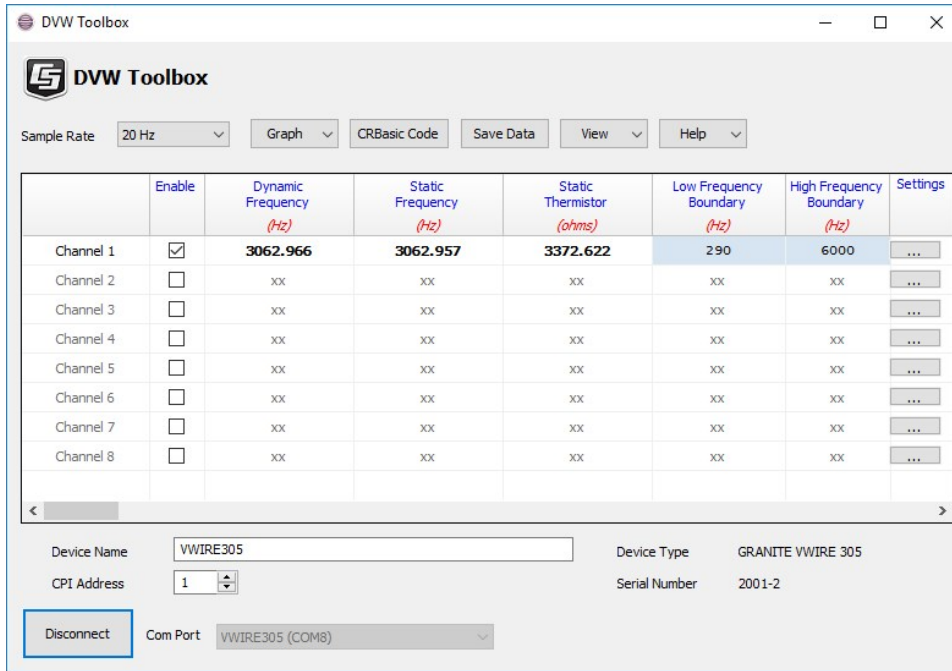 DVW Toolbox
DVW Toolbox
Sample Rate 20 Hz Graph CRBasic Code Save Data View Help
Enable Dynamic Frequency (Hz) Static Frequency (Hz) Static Thermistor (ohms) Low Frequency Boundary (Hz) High Frequency Boundary (Hz) Settings
Channel 1 3062.966 3062.957 3372.622 290 6000 ...
Channel 2 xx xx xx xx xx ...
Channel 3 xx xx xx xx xx ...
Channel 4 xx xx xx xx xx ...
Channel 5 xx xx xx xx xx ...
Channel 6 xx xx xx xx xx ...
Channel 7 xx xx xx xx xx ...
Channel 8 xx xx xx xx xx ...
Device Name VWIRE305 Device Type GRANITE VWIRE 305
CPI Address 1 Serial Number 2001-2
Disconnect Com Port VWIRE305 (COM8)